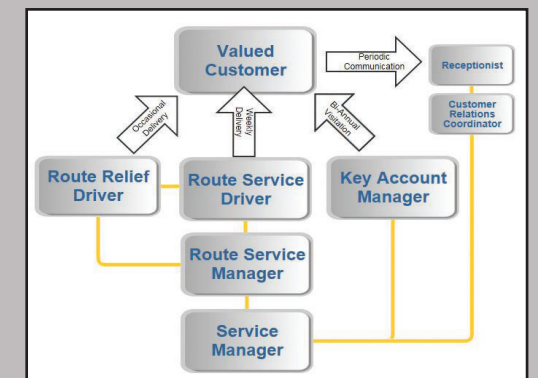 Valued
Customer
Periodic
Communication
Receptionist
Customer
Relations
Coordinator
Occasional
Delivery
Weekly
Delivery
Bi-Annual
Visitation
Route Relief
Driver
Route Service
Driver
Key Account
Manager
Route Service
Manager
Service
Manager